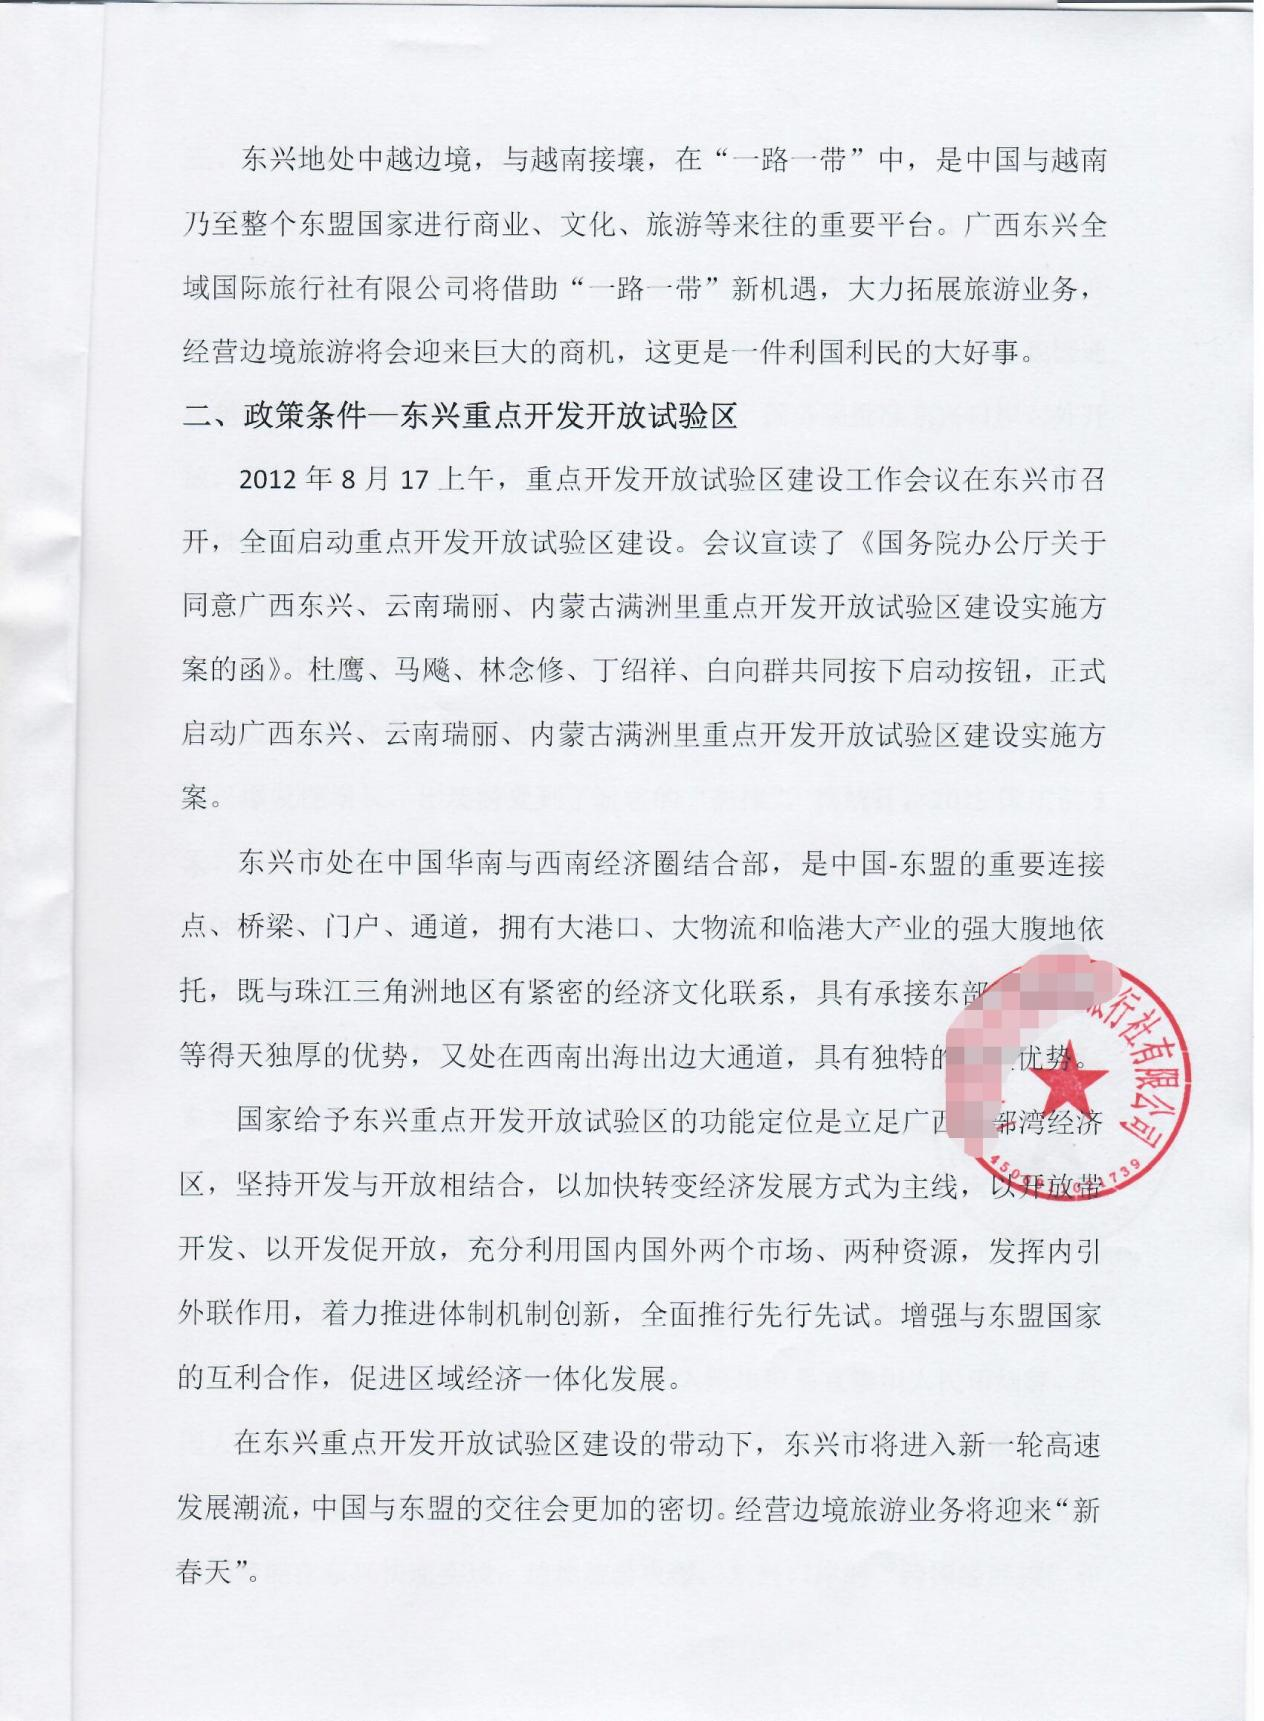 东兴地处中越边境，与越南接壤，在“一路一带”中，是中国与越南
乃至整个东盟国家进行商业、文化、旅游等来往的重要平台。广西东兴全
域国际旅行社有限公司将借助“一路一带”新机遇，大力拓展旅游业务，
经营边境旅游将会迎来巨大的商机，这更是一件利国利民的大好事。
二、政策条件—东兴重点开发开放试验区
2012 年 8 月 17 上午，重点开发开放试验区建设工作会议在东兴市召
开，全面启动重点开发开放试验区建设。会议宣读了《国务院办公厅关于
同意广西东兴、云南瑞丽、内蒙古满洲里重点开发开放试验区建设实施方
案的函》。杜鹰、马飚、林念修、丁绍祥、白向群共同按下启动按钮，正式
启动广西东兴、云南瑞丽、内蒙古满洲里重点开发开放试验区建设实施方
案。
东兴市处在中国华南与西南经济圈结合部，是中国-东盟的重要连接
点、桥梁、门户、通道，拥有大港口、大物流和临港大产业的强大腹地依
托，既与珠江三角洲地区有紧密的经济文化联系，具有承接东部
等得天独厚的优势，又处在西南出海出边大通道，具有独特的 优势。
国家给予东兴重点开发开放试验区的功能定位是立足广西 部湾经济
区，坚持开发与开放相结合，以加快转变经济发展方式为主线，以开放带
开发、以开发促开放，充分利用国内国外两个市场、两种资源，发挥内引
外联作用，着力推进体制机制创新，全面推行先行先试。增强与东盟国家
的互利合作，促进区域经济一体化发展。
在东兴重点开发开放试验区建设的带动下，东兴市将进入新一轮高速
发展潮流，中国与东盟的交往会更加的密切。经营边境旅游业务将迎来“新
春天”。
行社有限公司